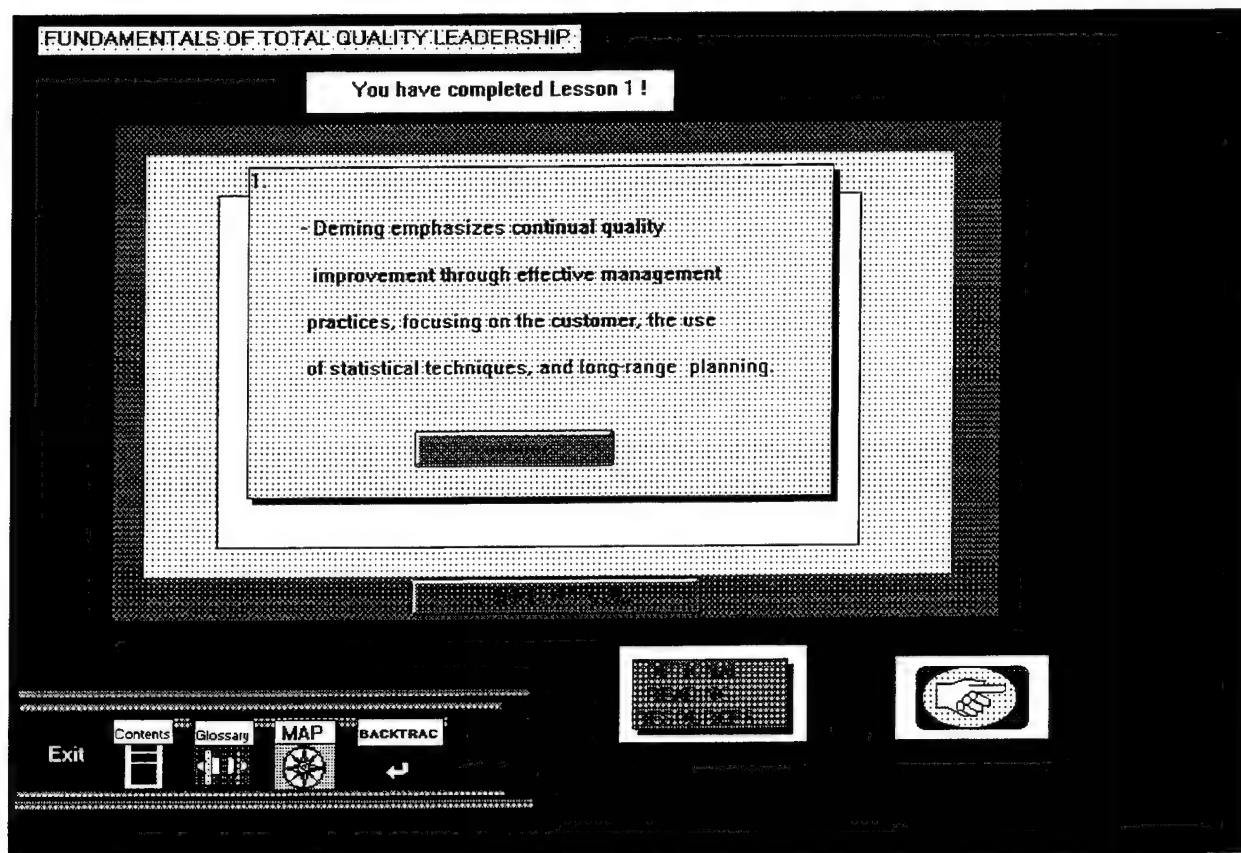 FUNDAMENTALS OF TOTAL QUALITY LEADERSHIP
You have completed Lesson 1 !
1.
- Deming emphasizes continual quality
improvement through effective management
practices, focusing on the customer, the use
of statistical techniques, and long-range planning.
Exit
Contents
Glossary
MAP
BACKTRAC